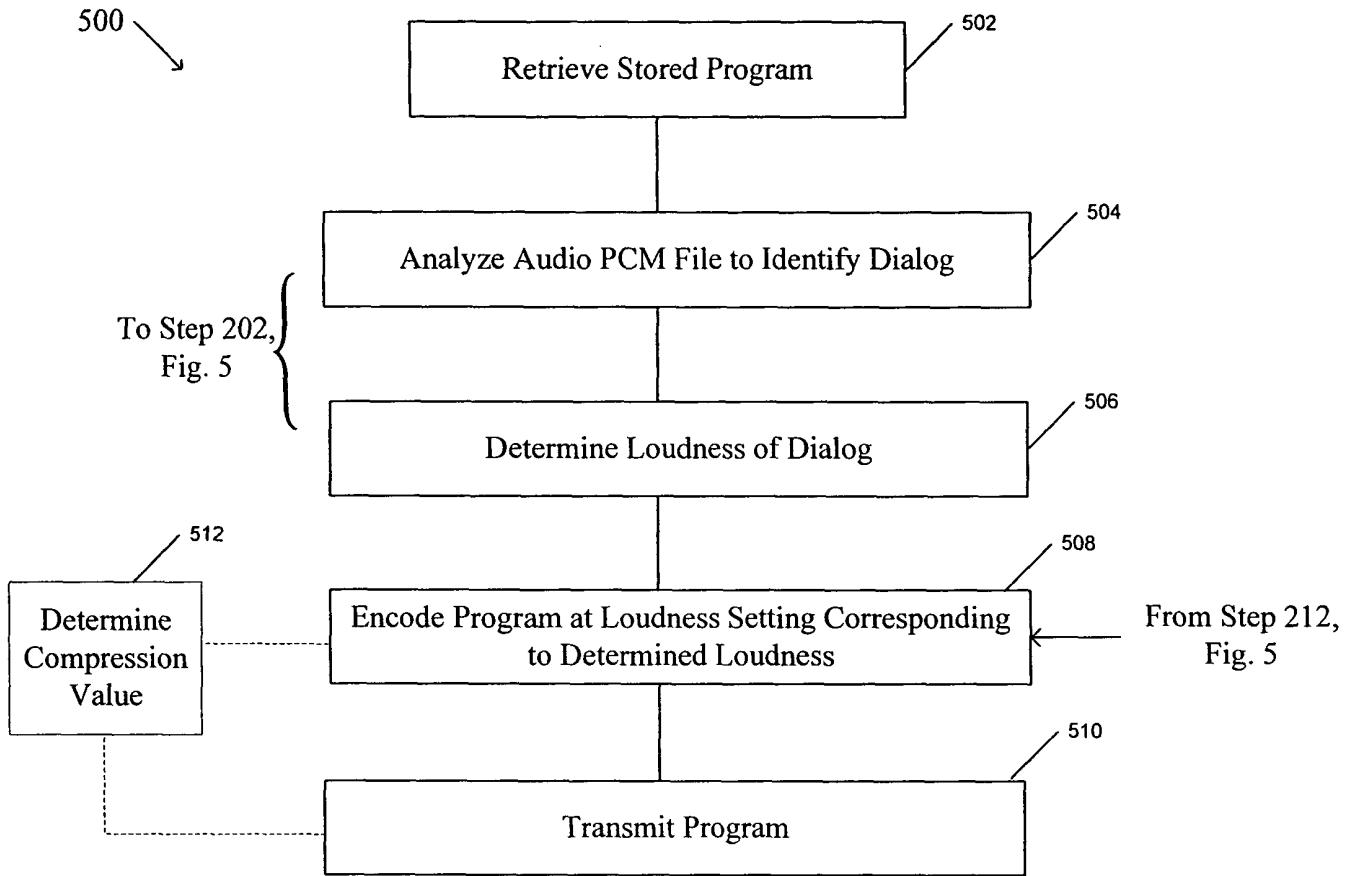 500
502
Retrieve Stored Program
504
Analyze Audio PCM File to Identify Dialog
To Step 202,
Fig. 5
506
Determine Loudness of Dialog
512
Determine
Compression
Value
508
Encode Program at Loudness Setting Corresponding
to Determined Loudness
From Step 212,
Fig. 5
510
Transmit Program